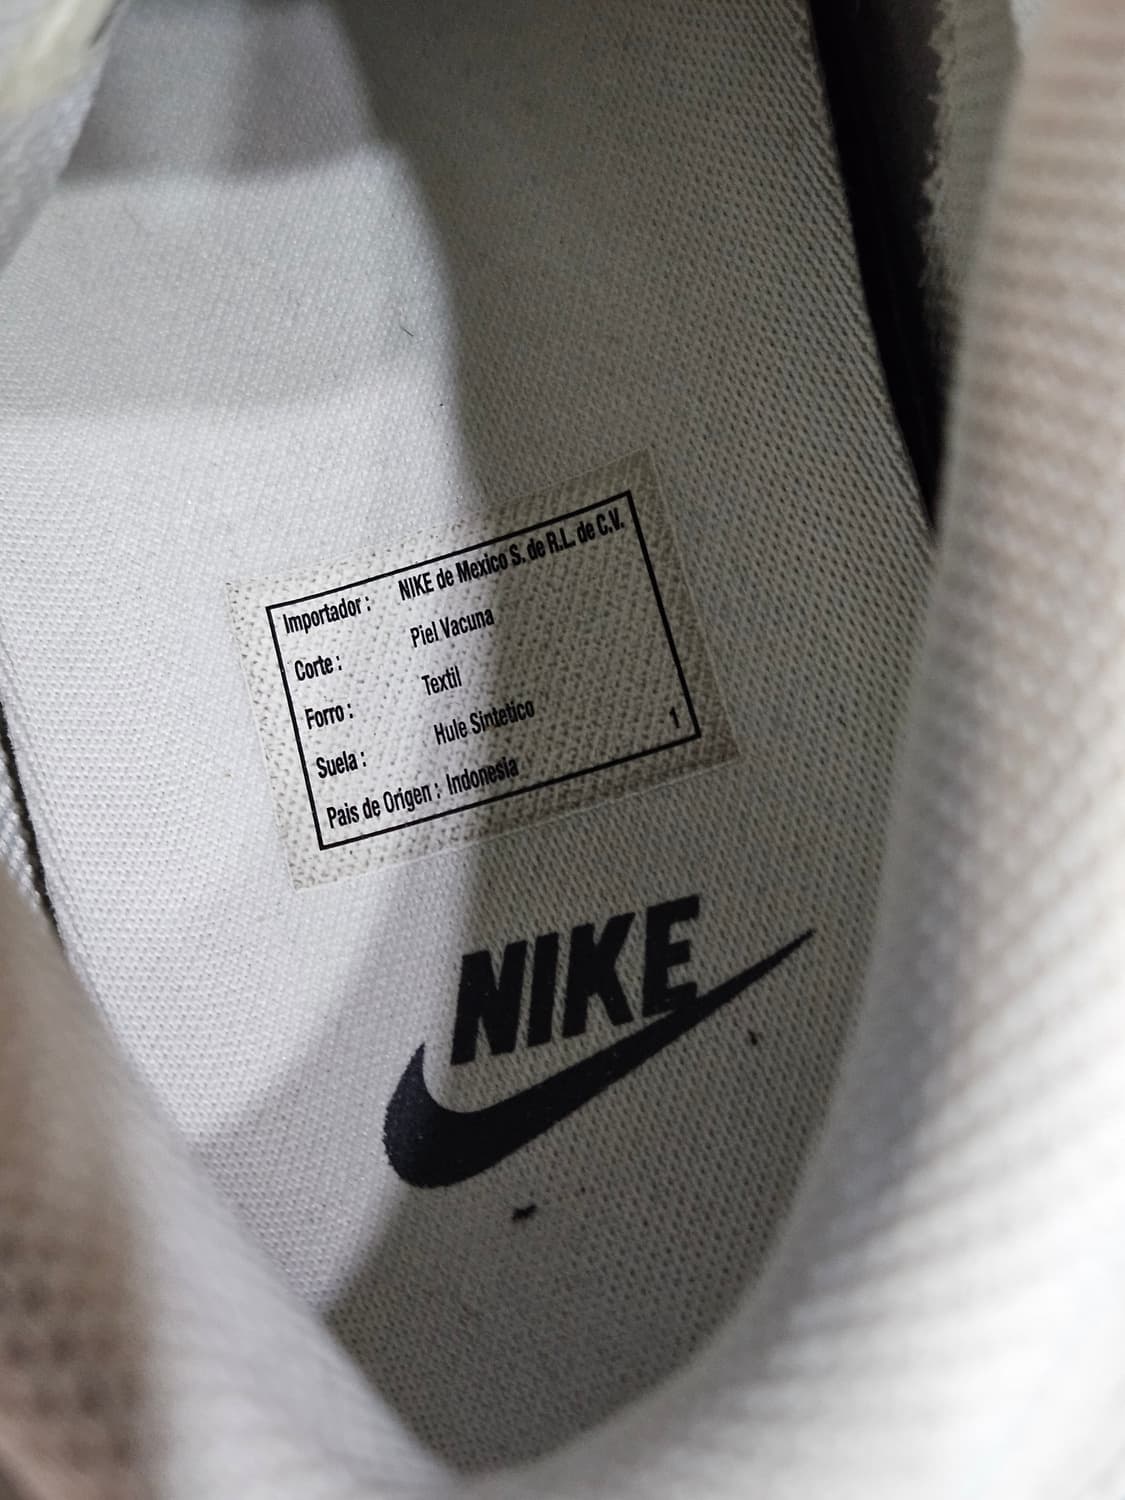 Importador : NIKE de Mexico S. de R.L. de C.V.
Corte : Piel Vacuna
Forro : Textil
Suela : Hule Sintetico
Pais de Origen : Indonesia 1
NIKE